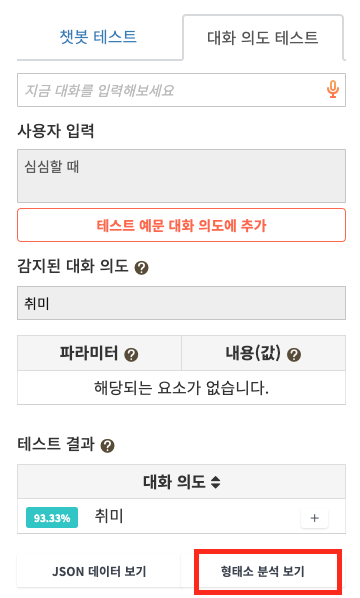 챗봇 테스트
대화 의도 테스트
지금 대화를 입력해보세요
사용자 입력
심심할 때
테스트 예문 대화 의도에 추가
감지된 대화 의도 ?
취미
파라미터 ? 내용(값) ?
해당되는 요소가 없습니다.
테스트 결과 ?
대화 의도
93.33% 취미 +
JSON 데이터 보기
형태소 분석 보기